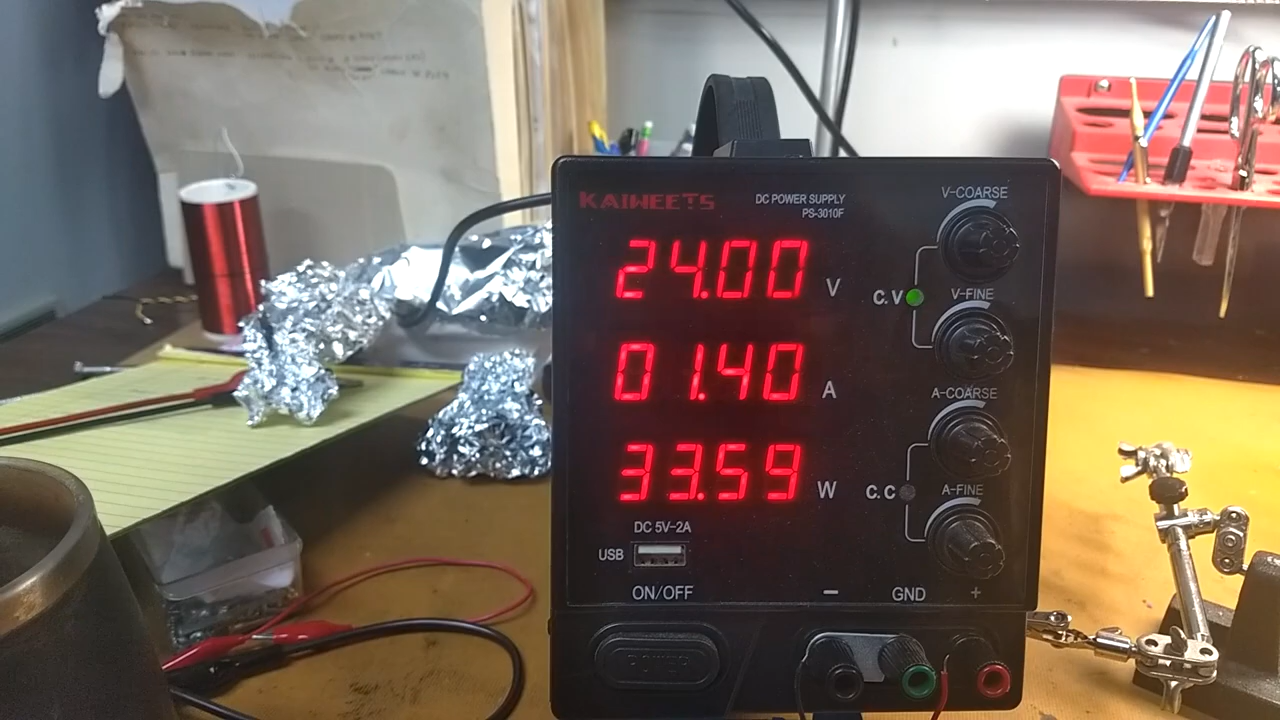 KAIWEETS
DC POWER SUPPLY
PS-3010F
V-COARSE
24.00 V
C.V
V-FINE
01.40 A
A-COARSE
33.59 W
C.C
A-FINE
DC 5V-2A
USB
ON/OFF
— GND +
POWER